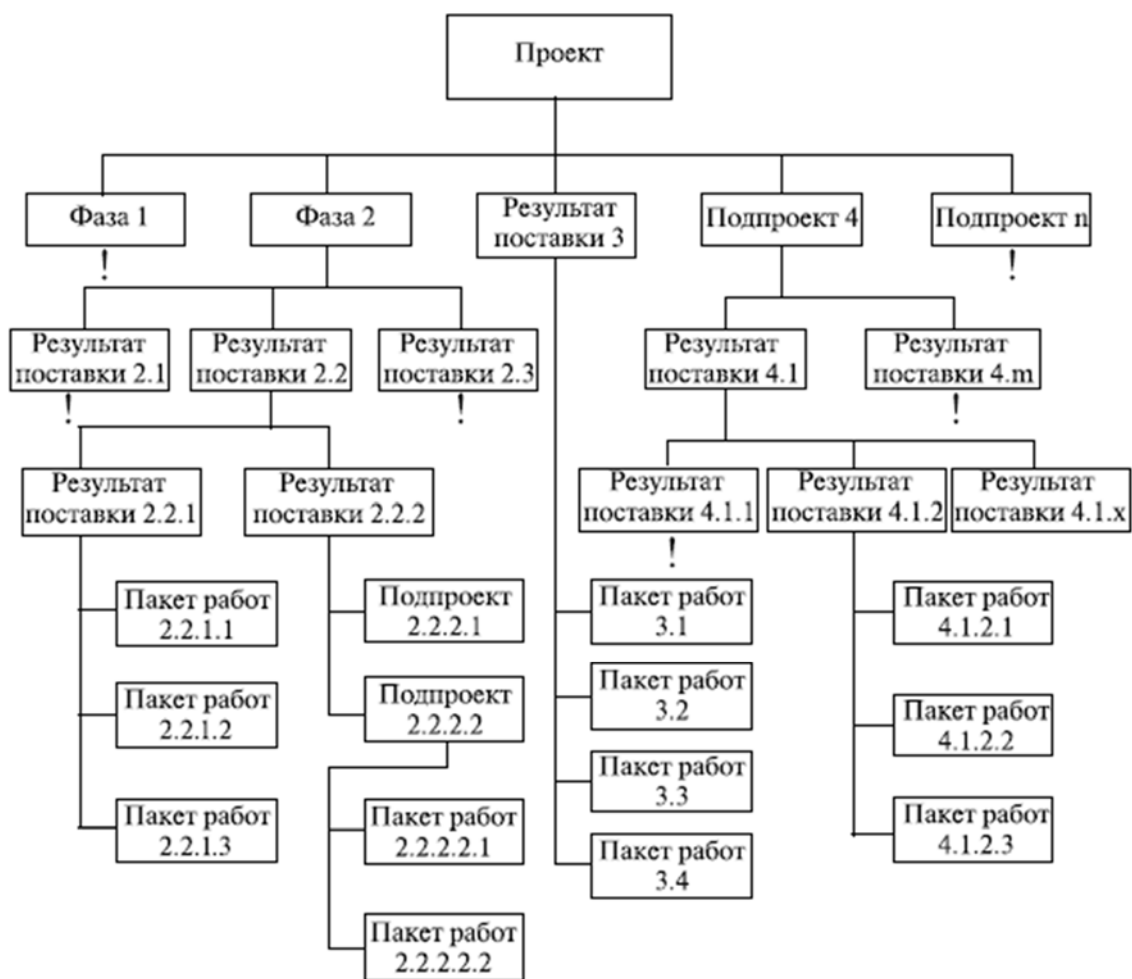 Проект
Фаза 1
Фаза 2
Результат
поставки 3
Подпроект 4
Подпроект n
!
!
Результат
поставки 2.1
Результат
поставки 2.2
Результат
поставки 2.3
Результат
поставки 4.1
Результат
поставки 4.m
!
!
!
Результат
поставки 2.2.1
Результат
поставки 2.2.2
Результат
поставки 4.1.1
Результат
поставки 4.1.2
Результат
поставки 4.1.x
!
Пакет работ
2.2.1.1
Подпроект
2.2.2.1
Пакет работ
3.1
Пакет работ
4.1.2.1
Пакет работ
2.2.1.2
Подпроект
2.2.2.2
Пакет работ
3.2
Пакет работ
4.1.2.2
Пакет работ
3.3
Пакет работ
2.2.1.3
Пакет работ
2.2.2.2.1
Пакет работ
3.4
Пакет работ
4.1.2.3
Пакет работ
2.2.2.2.2